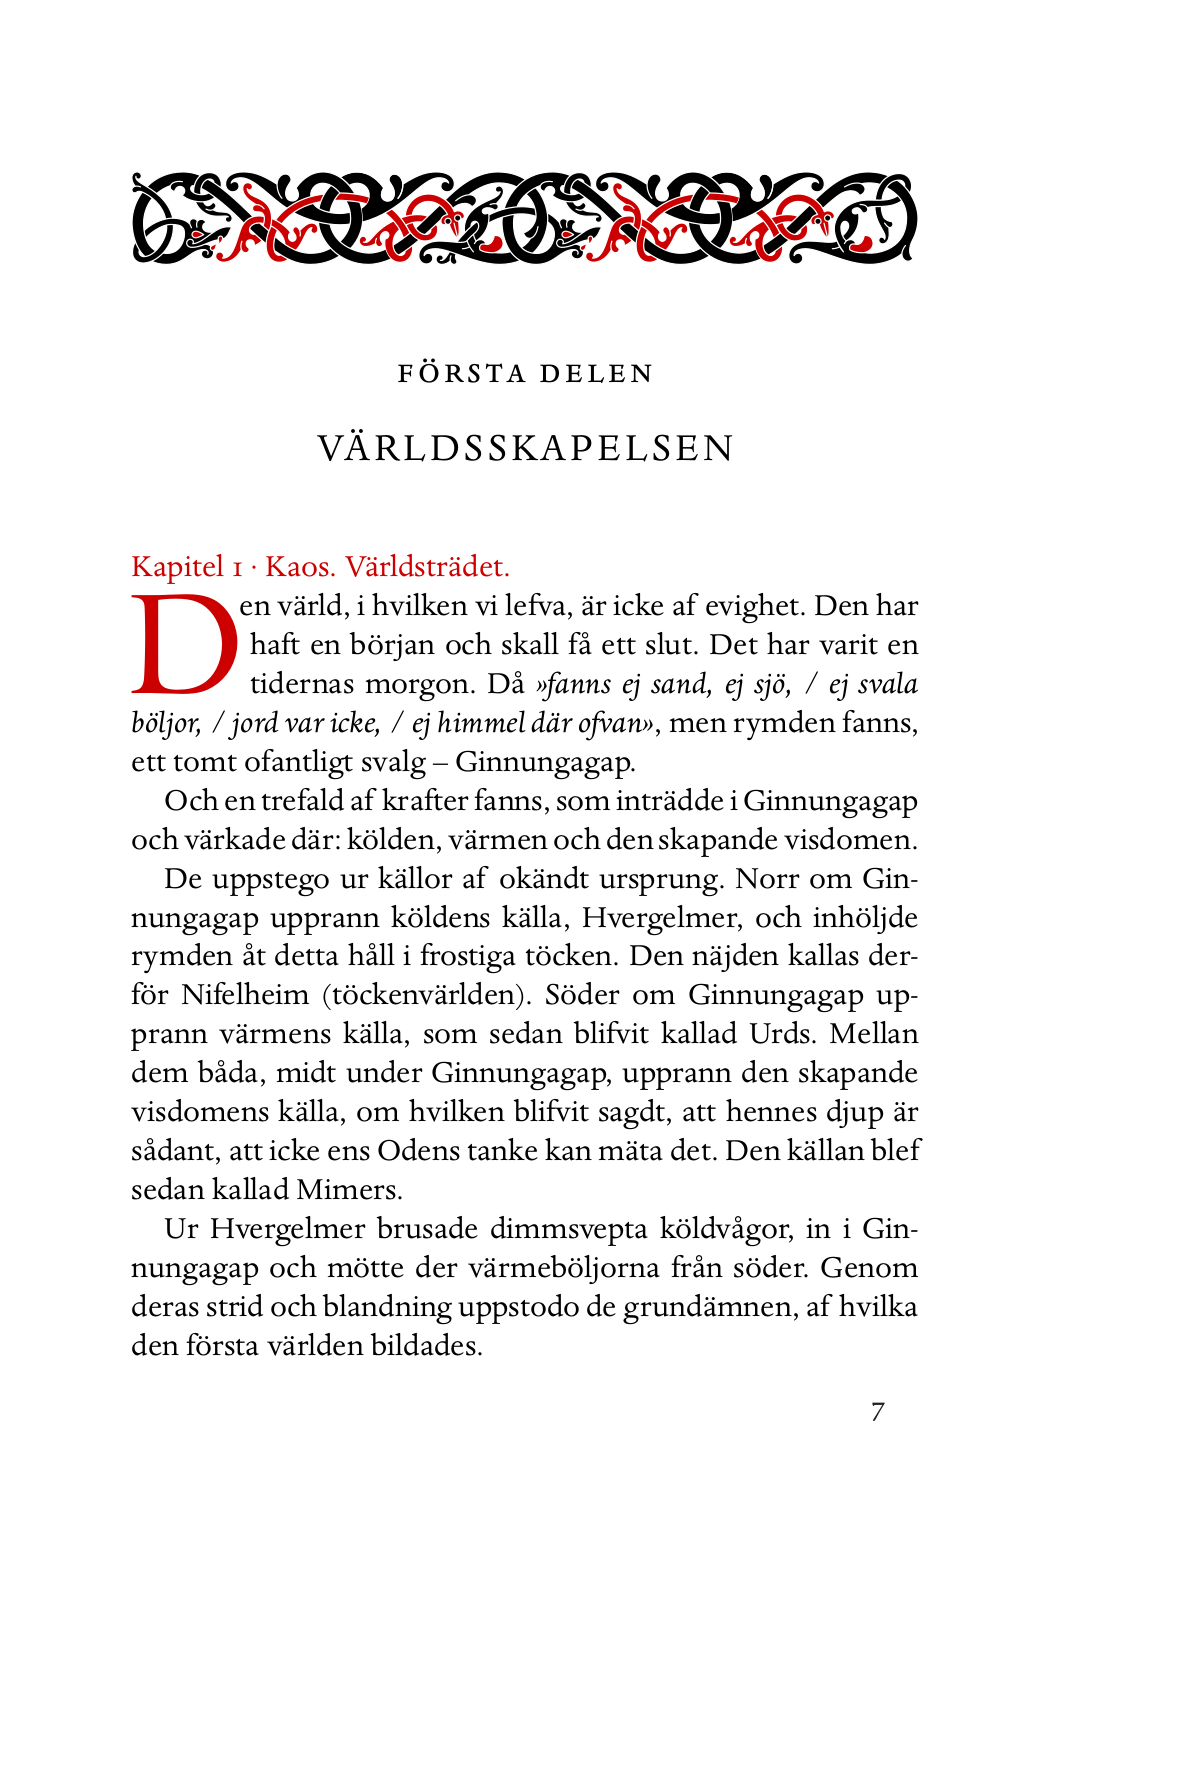 FÖRSTA DELEN
VÄRLDSSKAPELSEN
Kapitel 1 · Kaos. Världsträdet.
Den värld, i hvilken vi lefva, är icke af evighet. Den har
haft en början och skall få ett slut. Det har varit en
tidernas morgon. Då »fanns ej sand, ej sjö, / ej svala
böljor, / jord var icke, / ej himmel där ofvan», men rymden fanns,
ett tomt ofantligt svalg – Ginnungagap.
Och en trefald af krafter fanns, som inträdde i Ginnungagap
och värkade där: kölden, värmen och den skapande visdomen.
De uppstego ur källor af okändt ursprung. Norr om Gin-
nungagap upprann köldens källa, Hvergelmer, och inhöljde
rymden åt detta håll i frostiga töcken. Den näjden kallas der-
för Nifelheim (töckenvärlden). Söder om Ginnungagap up-
prann värmens källa, som sedan blifvit kallad Urds. Mellan
dem båda, midt under Ginnungagap, upprann den skapande
visdomens källa, om hvilken blifvit sagdt, att hennes djup är
sådant, att icke ens Odens tanke kan mäta det. Den källan blef
sedan kallad Mimers.
Ur Hvergelmer brusade dimmsvepta köldvågor, in i Gin-
nungagap och mötte der värmeböljorna från söder. Genom
deras strid och blandning uppstodo de grundämnen, af hvilka
den första världen bildades.
7